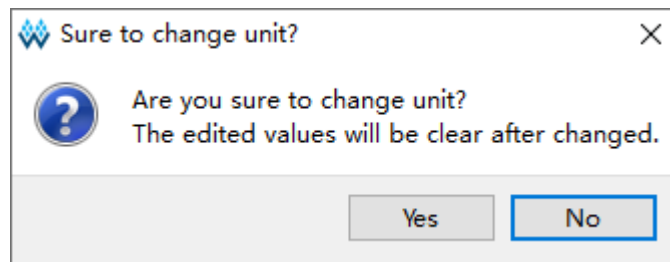 Sure to change unit?
Are you sure to change unit?
The edited values will be clear after changed.
Yes
No